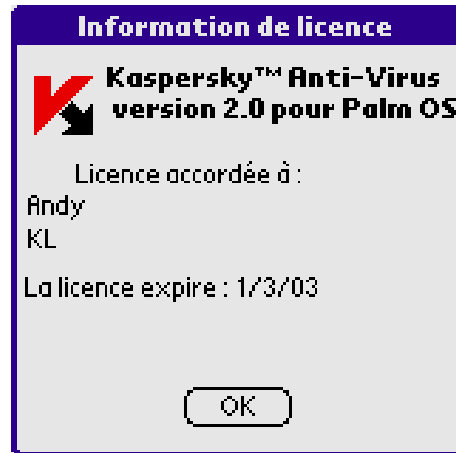 Information de licence
Kaspersky™ Anti-Virus
version 2.0 pour Palm OS
Licence accordée à :
Andy
KL
La licence expire : 1/3/03
OK